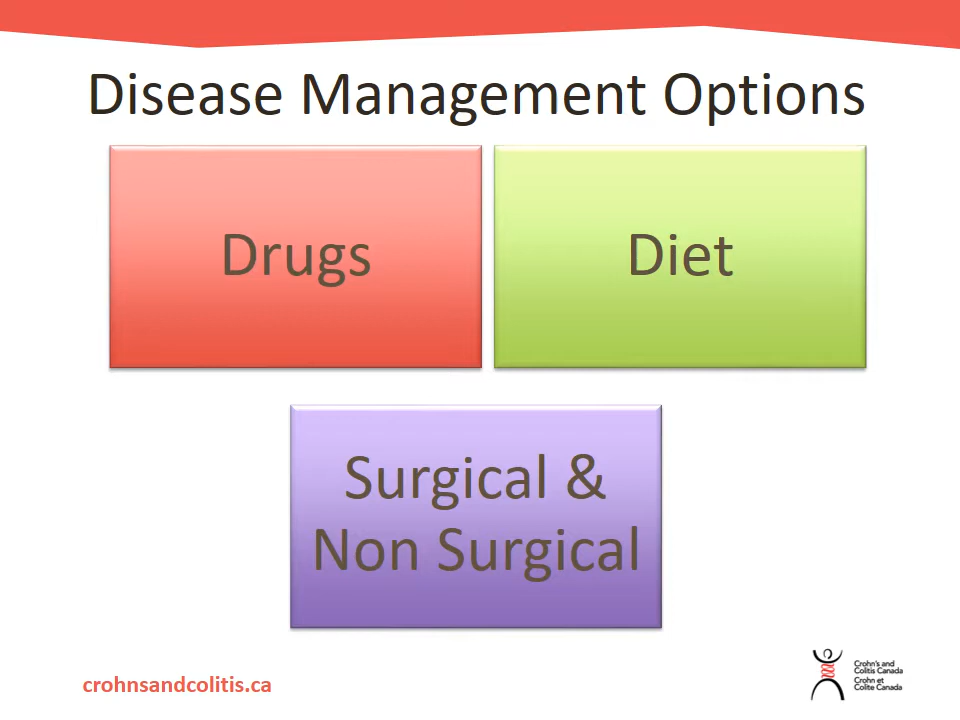 Disease Management Options
Drugs
Diet
Surgical &
Non Surgical
crohnsandcolitis.ca
Crohn's and
Colitis Canada
Crohn et
Colite Canada